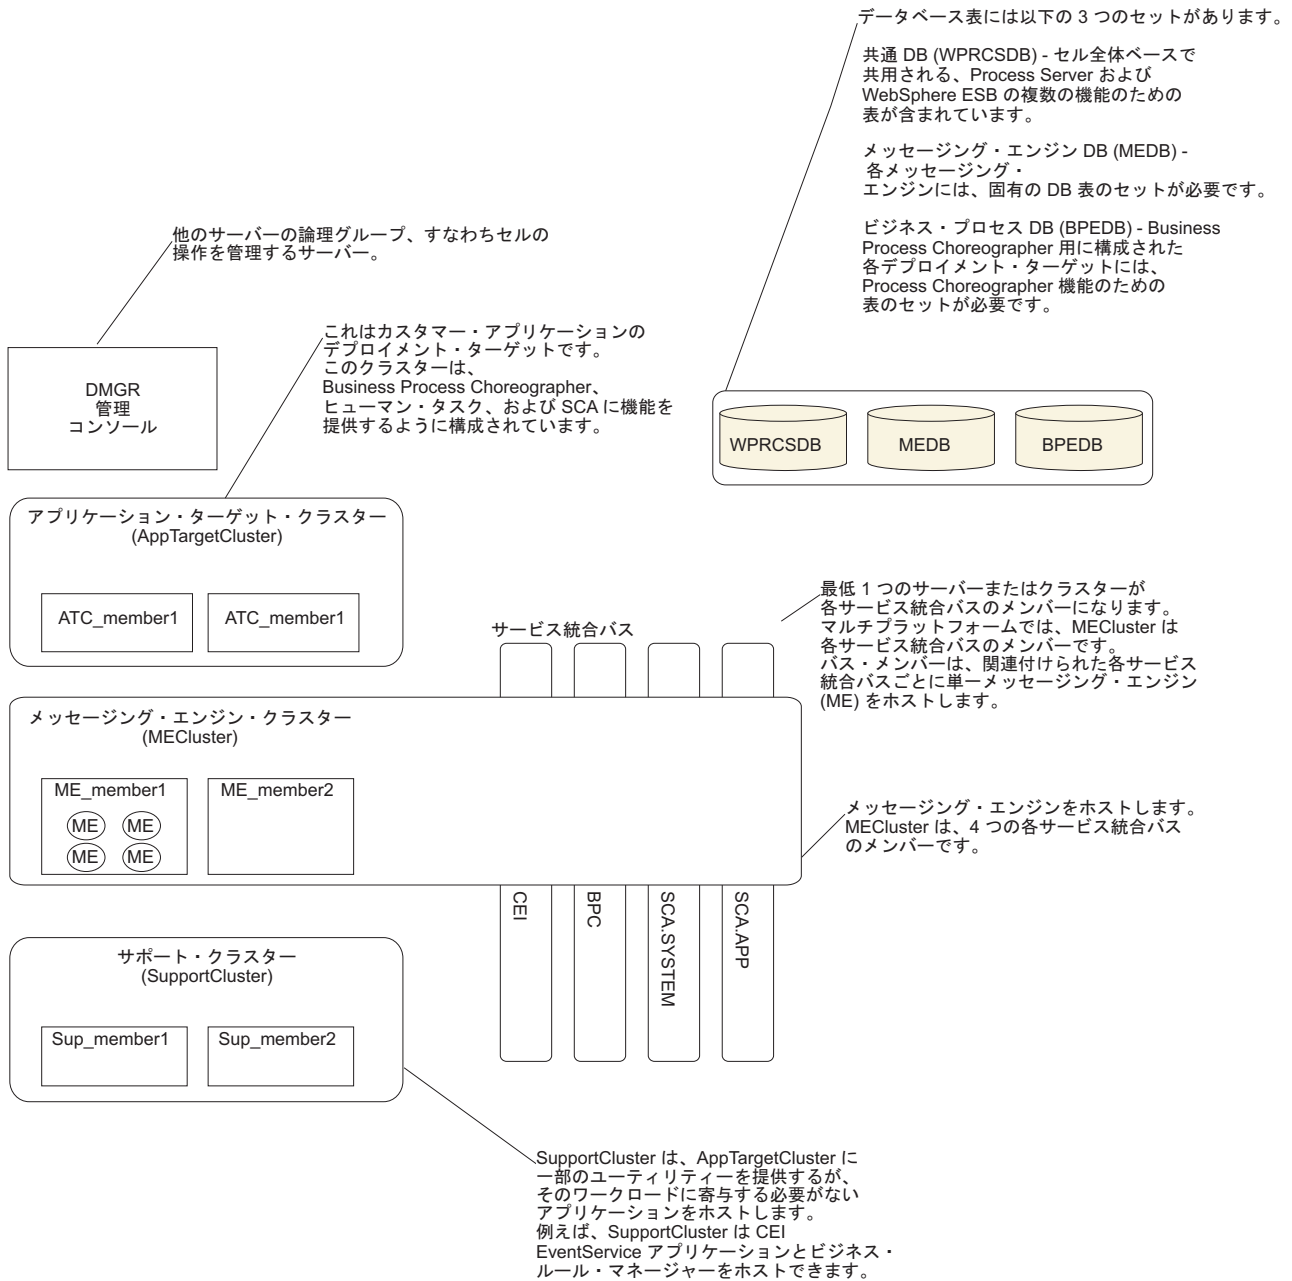 データベース表には以下の 3 つのセットがあります。
共通 DB (WPRCSDB) - セル全体ベースで
共用される、Process Server および
WebSphere ESB の複数の機能のための
表が含まれています。
メッセージング・エンジン DB (MEDB) -
各メッセージング・
エンジンには、固有の DB 表のセットが必要です。
ビジネス・プロセス DB (BPEDB) - Business
Process Choreographer 用に構成された
各デプロイメント・ターゲットには、
Process Choreographer 機能のための
表のセットが必要です。
他のサーバーの論理グループ、すなわちセルの
操作を管理するサーバー。
これはカスタマー・アプリケーションの
デプロイメント・ターゲットです。
このクラスターは、
Business Process Choreographer、
ヒューマン・タスク、および SCA に機能を
提供するように構成されています。
DMGR
管理
コンソール
WPRCSDB
MEDB
BPEDB
アプリケーション・ターゲット・クラスター
(AppTargetCluster)
ATC_member1
ATC_member1
サービス統合バス
最低 1 つのサーバーまたはクラスターが
各サービス統合バスのメンバーになります。
マルチプラットフォームでは、MECluster は
各サービス統合バスのメンバーです。
バス・メンバーは、関連付けられた各サービス
統合バスごとに単一メッセージング・エンジン
(ME) をホストします。
メッセージング・エンジン・クラスター
(MECluster)
ME_member1
ME
ME
ME
ME
ME_member2
メッセージング・エンジンをホストします。
MECluster は、4 つの各サービス統合バス
のメンバーです。
CEI
BPC
SCA.SYSTEM
SCA.APP
サポート・クラスター
(SupportCluster)
Sup_member1
Sup_member2
SupportCluster は、AppTargetCluster に
一部のユーティリティーを提供するが、
そのワークロードに寄与する必要がない
アプリケーションをホストします。
例えば、SupportCluster は CEI
EventService アプリケーションとビジネス・
ルール・マネージャーをホストできます。